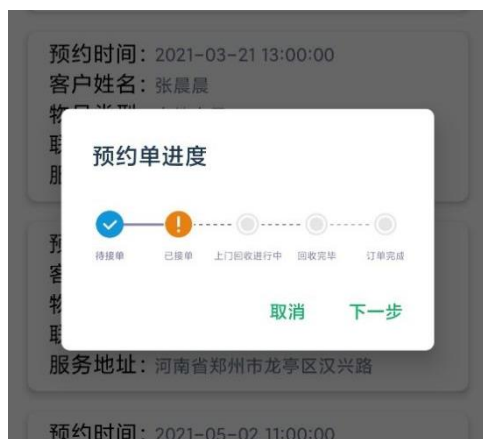 预约时间：2021-03-21 13:00:00
客户姓名：张晨晨
预约单进度
待接单 已接单 上门回收进行中 回收完毕 订单完成
取消 下一步
服务地址：河南省郑州市龙亭区汉兴路
预约时间：2021-05-02 11:00:00